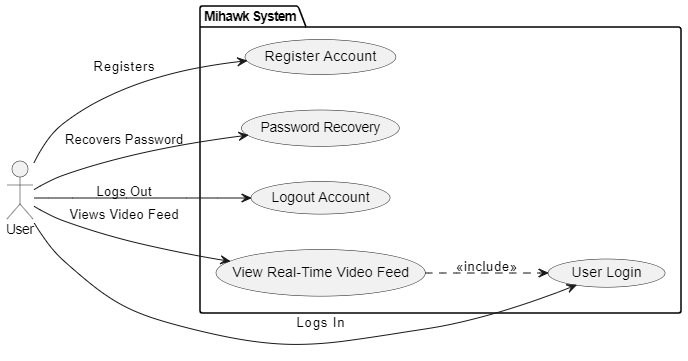 Mihawk System
Register Account
Registers
Password Recovery
Recovers Password
Logs Out
Logout Account
Views Video Feed
User
View Real-Time Video Feed
«include»
User Login
Logs In